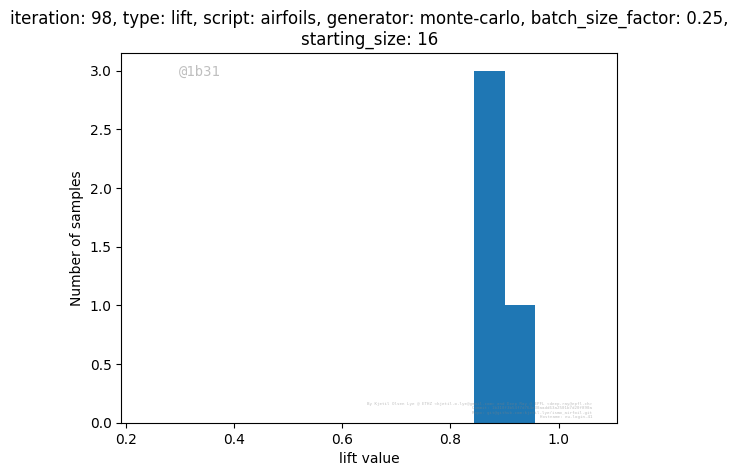 iteration: 98, type: lift, script: airfoils, generator: monte-carlo, batch_size_factor: 0.25,
starting_size: 16
@1b31
3.0
2.5
2.0
1.5
1.0
0.5
0.0
Number of samples
0.2 0.4 0.6 0.8 1.0
lift value